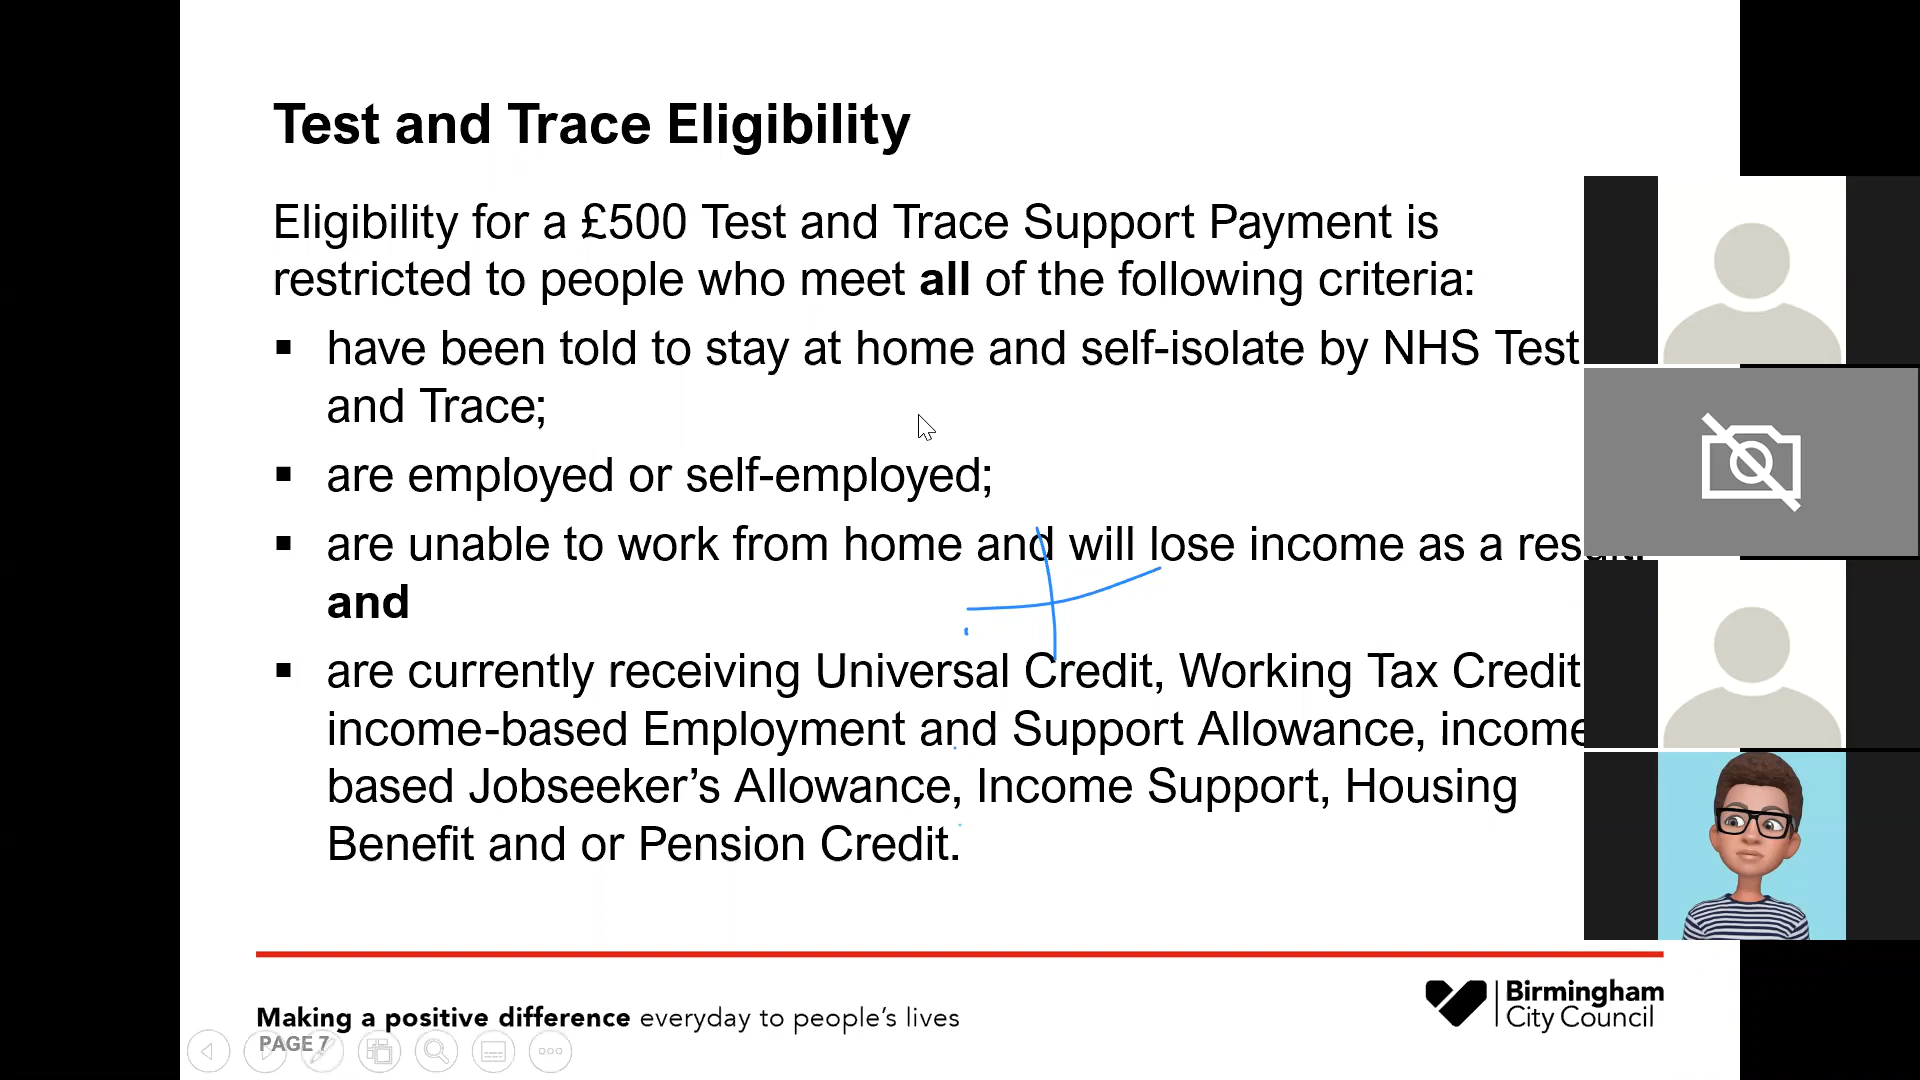 Test and Trace Eligibility
Eligibility for a £500 Test and Trace Support Payment is
restricted to people who meet all of the following criteria:
▪ have been told to stay at home and self-isolate by NHS Test
and Trace;
▪ are employed or self-employed;
▪ are unable to work from home and will lose income as a
and
▪ are currently receiving Universal Credit, Working Tax Credit
income-based Employment and Support Allowance, income
based Jobseeker’s Allowance, Income Support, Housing
Benefit and or Pension Credit.
Making a positive difference everyday to people’s lives
PAGE 7
Birmingham
City Council